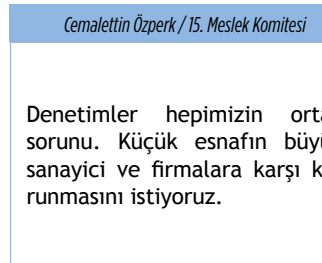 Cemalettin Özperk / 15. Meslek Komitesi
Denetimler hepimizin
sorunu. Küçük esnafın
sanayici ve firmalara karşı
runmasını istiyoruz.